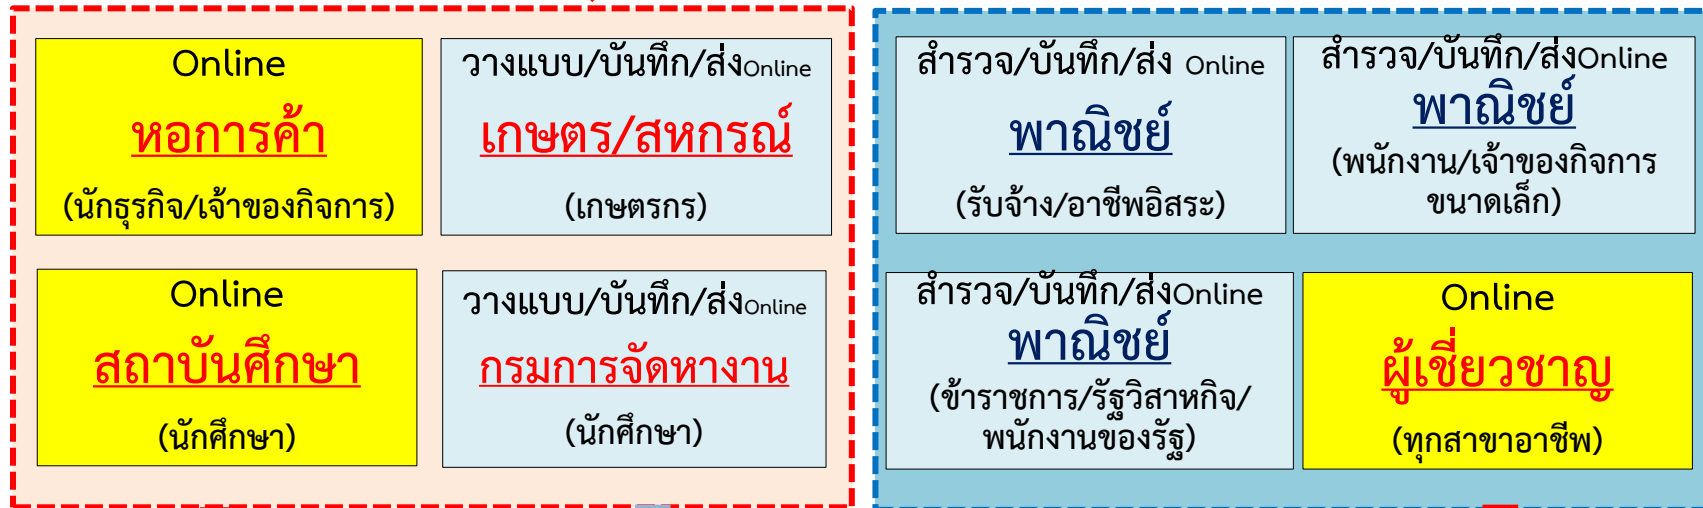 Online
หอการค้า
(นักธุรกิจ/เจ้าของกิจการ)
วางแบบ/บันทึก/ส่งOnline
เกษตร/สหกรณ์
(เกษตรกร)
Online
สถาบันศึกษา
(นักศึกษา)
วางแบบ/บันทึก/ส่งOnline
กรมการจัดหางาน
(นักศึกษา)
สำรวจ/บันทึก/ส่ง Online
พาณิชย์
(รับจ้าง/อาชีพอิสระ)
สำรวจ/บันทึก/ส่งOnline
พาณิชย์
(พนักงาน/เจ้าของกิจการ
ขนาดเล็ก)
สำรวจ/บันทึก/ส่งOnline
พาณิชย์
(ข้าราชการ/รัฐวิสาหกิจ/
พนักงานของรัฐ)
Online
ผู้เชี่ยวชาญ
(ทุกสาขาอาชีพ)